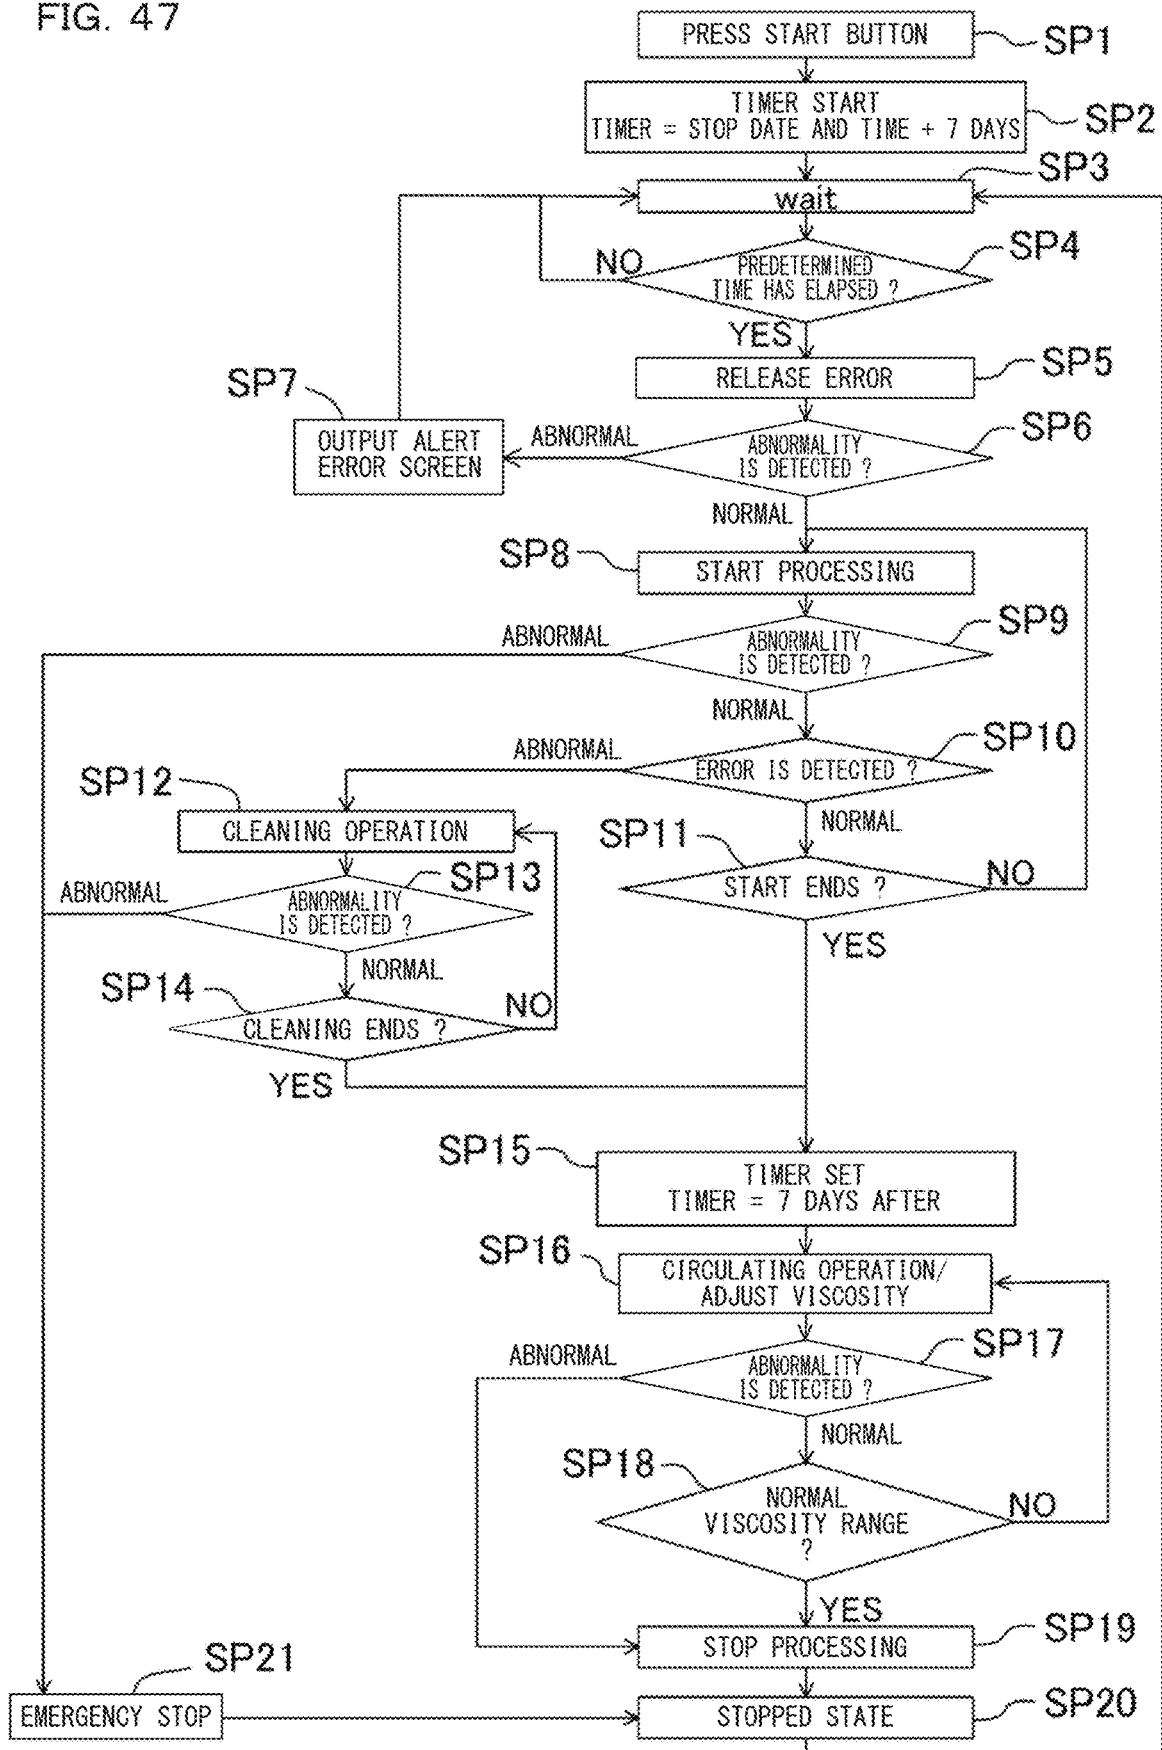 FIG. 47
PRESS START BUTTON
SP1
TIMER START
TIMER = STOP DATE AND TIME + 7 DAYS
SP2
SP3
wait
SP4
NO
PREDETERMINED
TIME HAS ELAPSED ?
YES
SP5
RELEASE ERROR
SP7
OUTPUT ALERT
ERROR SCREEN
ABNORMAL
SP6
ABNORMALITY
IS DETECTED ?
NORMAL
SP8
START PROCESSING
SP9
ABNORMAL
ABNORMALITY
IS DETECTED ?
NORMAL
SP10
ABNORMAL
ERROR IS DETECTED ?
SP12
CLEANING OPERATION
NORMAL
SP11
START ENDS ?
NO
YES
SP13
ABNORMAL
ABNORMALITY
IS DETECTED ?
NORMAL
SP14
NO
CLEANING ENDS ?
YES
SP15
TIMER SET
TIMER = 7 DAYS AFTER
SP16
CIRCULATING OPERATION/
ADJUST VISCOSITY
SP17
ABNORMAL
ABNORMALITY
IS DETECTED ?
NORMAL
SP18
NORMAL
VISCOSITY RANGE
?
NO
YES
SP19
STOP PROCESSING
SP21
EMERGENCY STOP
SP20
STOPPED STATE